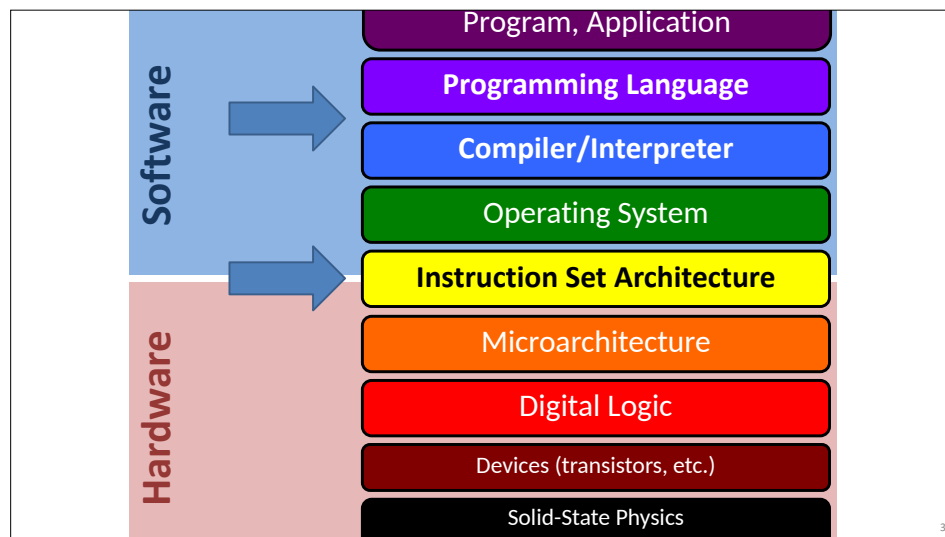 Program, Application
Software
Programming Language
Compiler/Interpreter
Operating System
Instruction Set Architecture
Hardware
Microarchitecture
Digital Logic
Devices (transistors, etc.)
Solid-State Physics
3